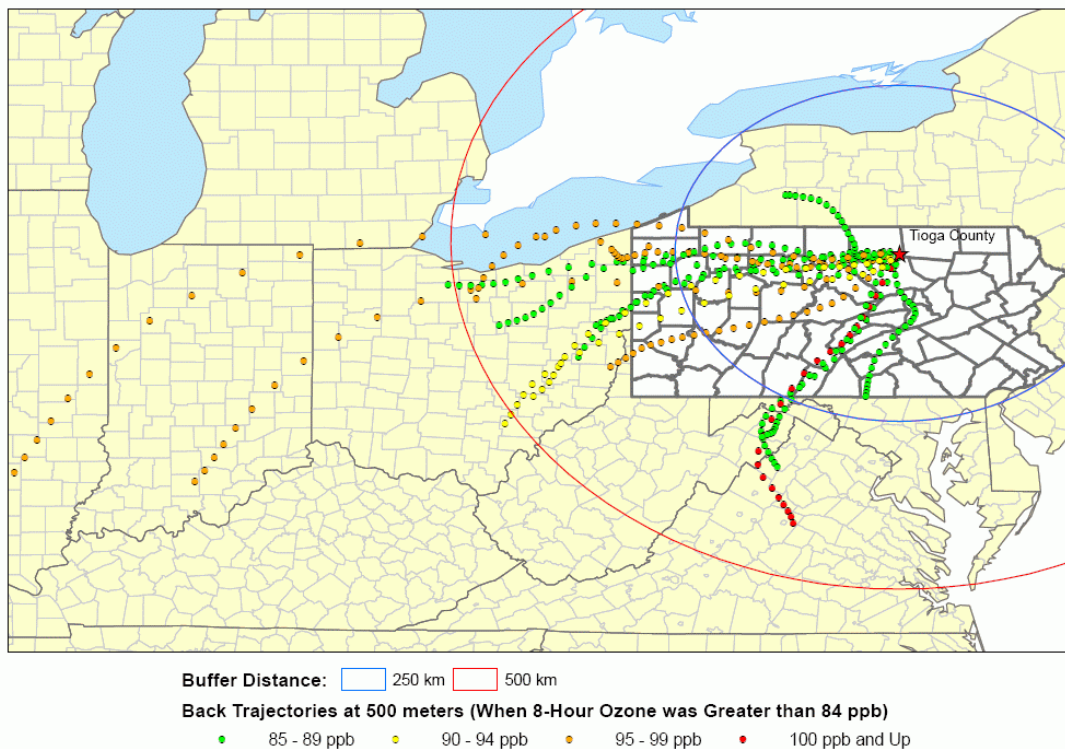 Tioga County
Buffer Distance: 250 km 500 km
Back Trajectories at 500 meters (When 8-Hour Ozone was Greater than 84 ppb)
85 - 89 ppb 90 - 94 ppb 95 - 99 ppb 100 ppb and Up